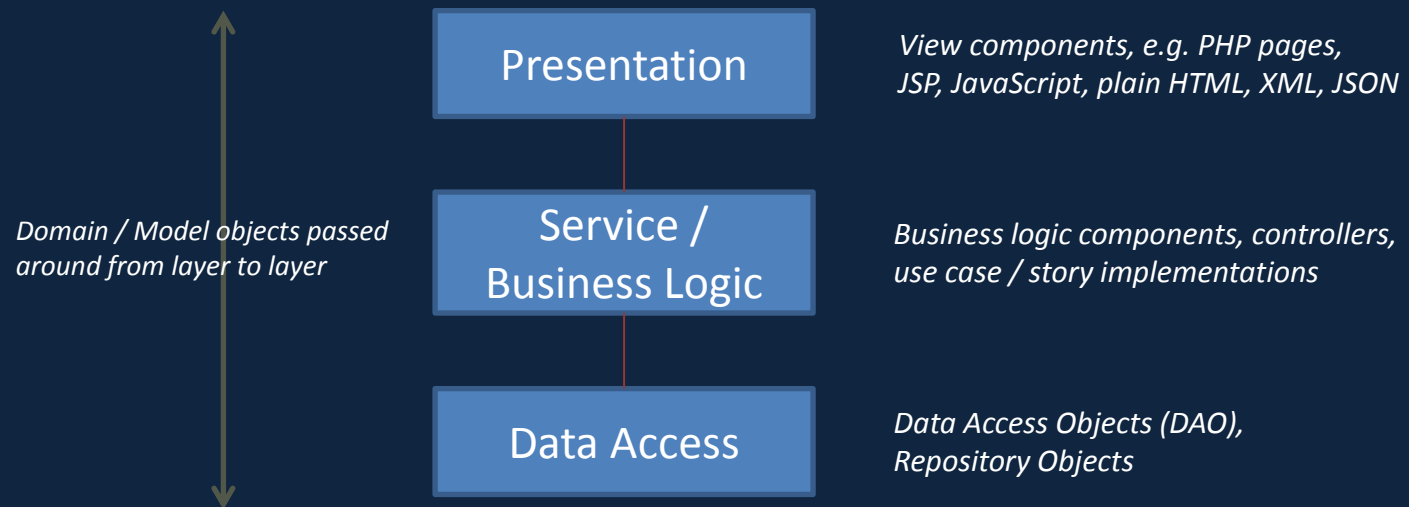 Presentation
View components, e.g. PHP pages,
JSP, JavaScript, plain HTML, XML, JSON
Domain / Model objects passed
around from layer to layer
Service /
Business Logic
Business logic components, controllers,
use case / story implementations
Data Access
Data Access Objects (DAO),
Repository Objects